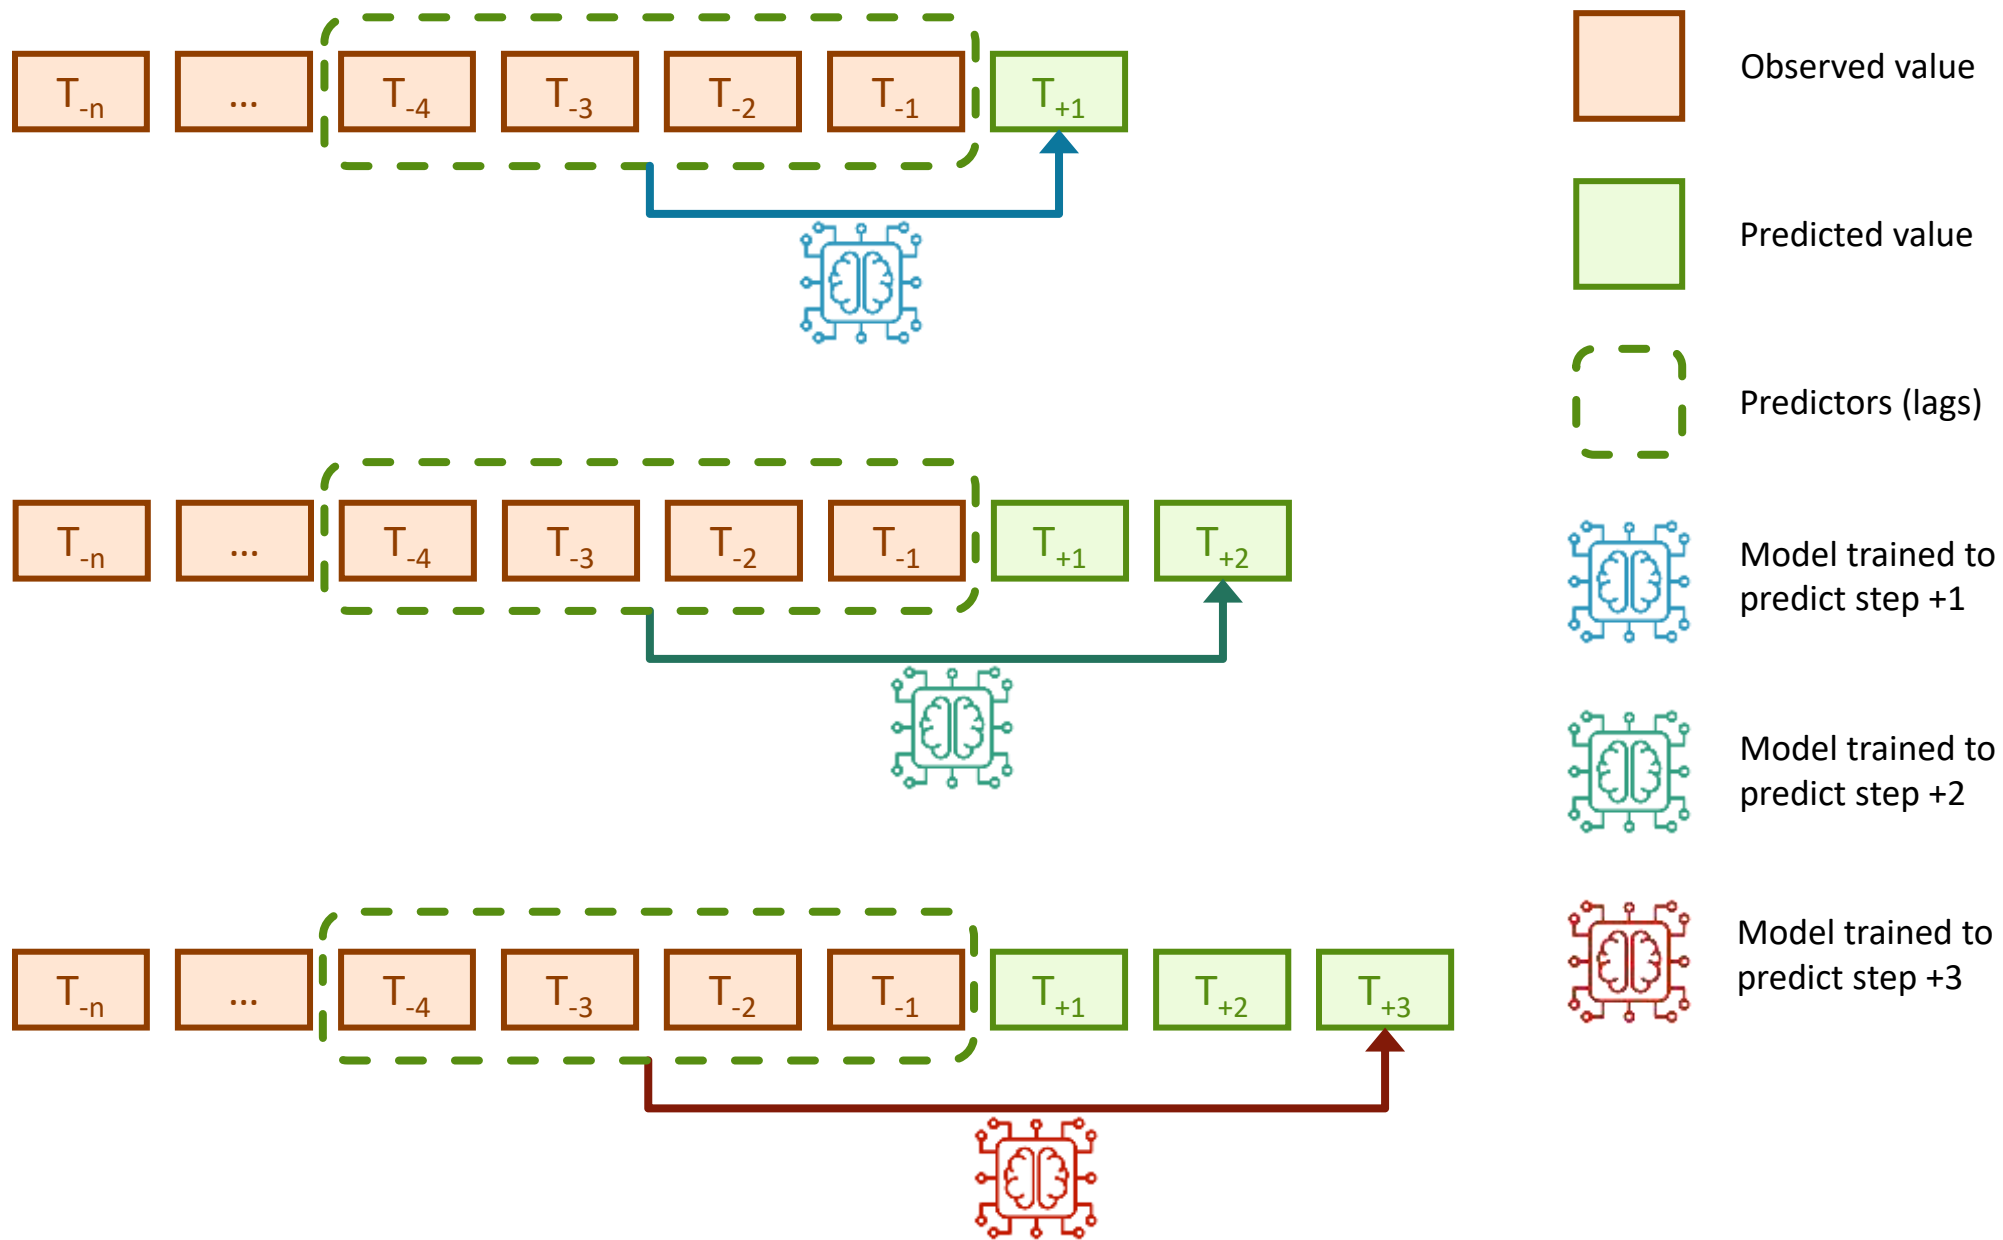 T-n ... T-4 T-3 T-2 T-1 T+1
T-n ... T-4 T-3 T-2 T-1 T+1 T+2
T-n ... T-4 T-3 T-2 T-1 T+1 T+2 T+3
Observed value
Predicted value
Predictors (lags)
Model trained to
predict step +1
Model trained to
predict step +2
Model trained to
predict step +3